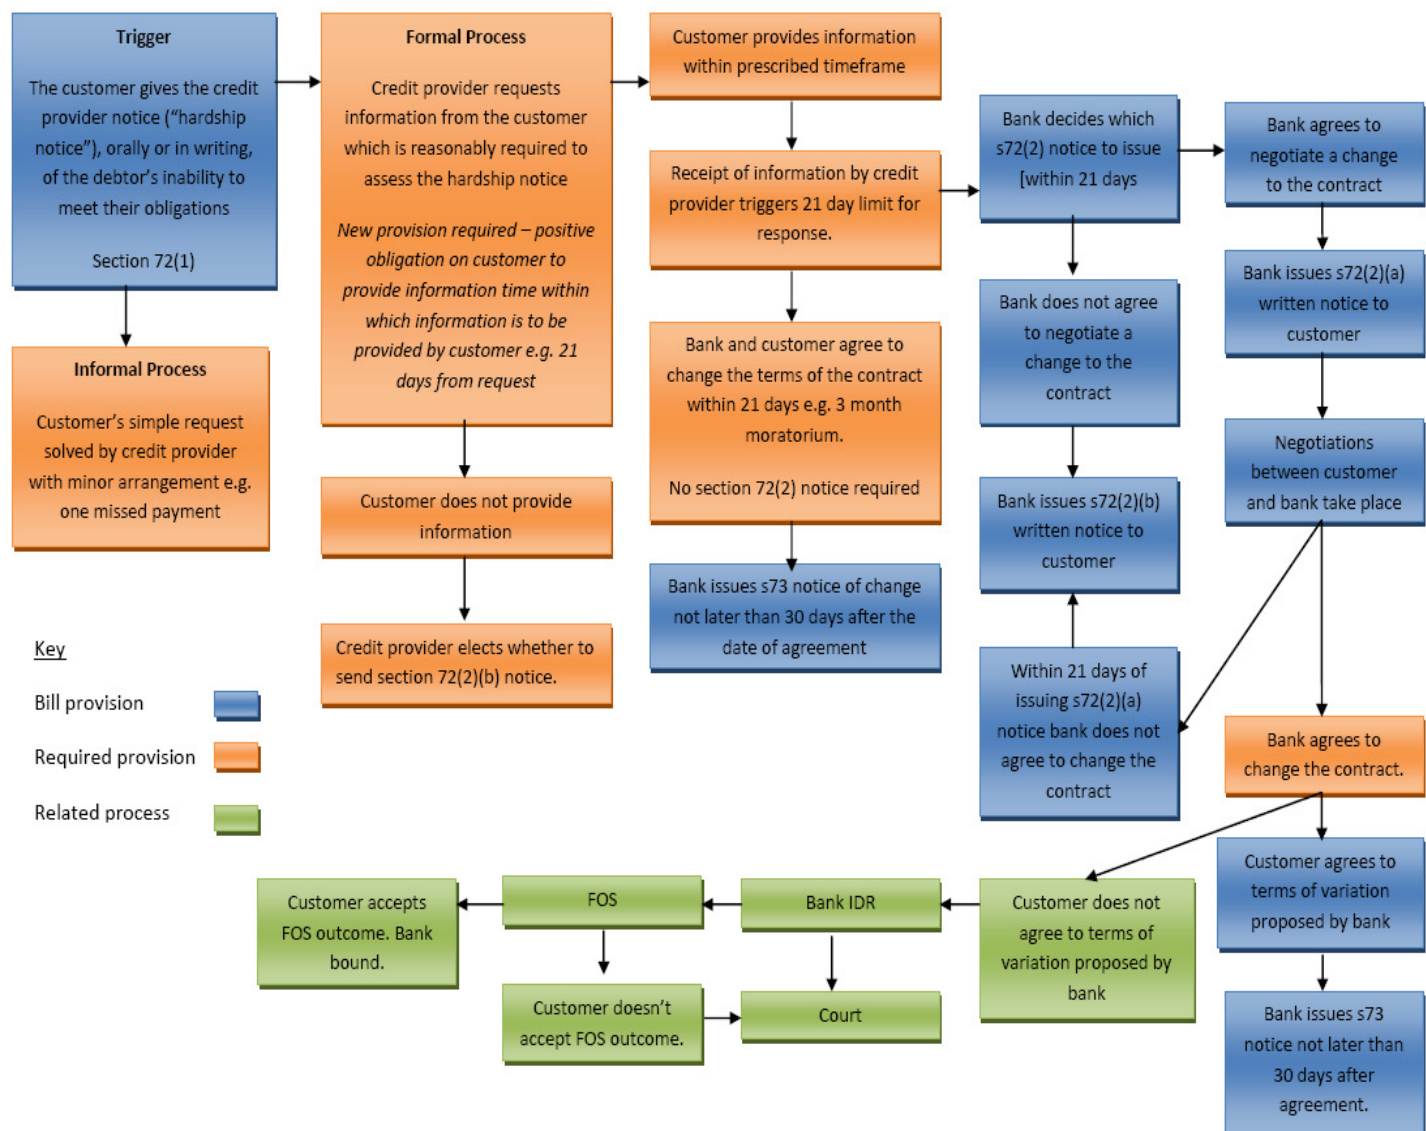 Trigger
The customer gives the credit
provider notice (“hardship
notice”), orally or in writing,
of the debtor’s inability to
meet their obligations
Section 72(1)
Informal Process
Customer’s simple request
solved by credit provider
with minor arrangement e.g.
one missed payment
Formal Process
Credit provider requests
information from the customer
which is reasonably required to
assess the hardship notice
New provision required – positive
obligation on customer to
provide information time within
which information is to be
provided by customer e.g. 21
days from request
Customer does not provide
information
Credit provider elects whether to
send section 72(2)(b) notice.
Customer provides information
within prescribed timeframe
Receipt of information by credit
provider triggers 21 day limit for
response.
Bank and customer agree to
change the terms of the contract
within 21 days e.g. 3 month
moratorium.
No section 72(2) notice required
Bank issues s73 notice of change
not later than 30 days after the
date of agreement
Bank decides which
s72(2) notice to issue
[within 21 days
Bank does not agree
to negotiate a
change to the
contract
Bank issues s72(2)(b)
written notice to
customer
Within 21 days of
issuing s72(2)(a)
notice bank does not
agree to change the
contract
Bank agrees to
negotiate a change
to the contract
Bank issues s72(2)(a)
written notice to
customer
Negotiations
between customer
and bank take place
Bank agrees to
change the contract.
Customer agrees to
terms of variation
proposed by bank
Bank issues s73
notice not later than
30 days after
agreement.
Customer does not
agree to terms of
variation proposed by
bank
Bank IDR
FOS
Customer accepts
FOS outcome. Bank
bound.
Customer doesn’t
accept FOS outcome.
Court
Key
Bill provision
Required provision
Related process